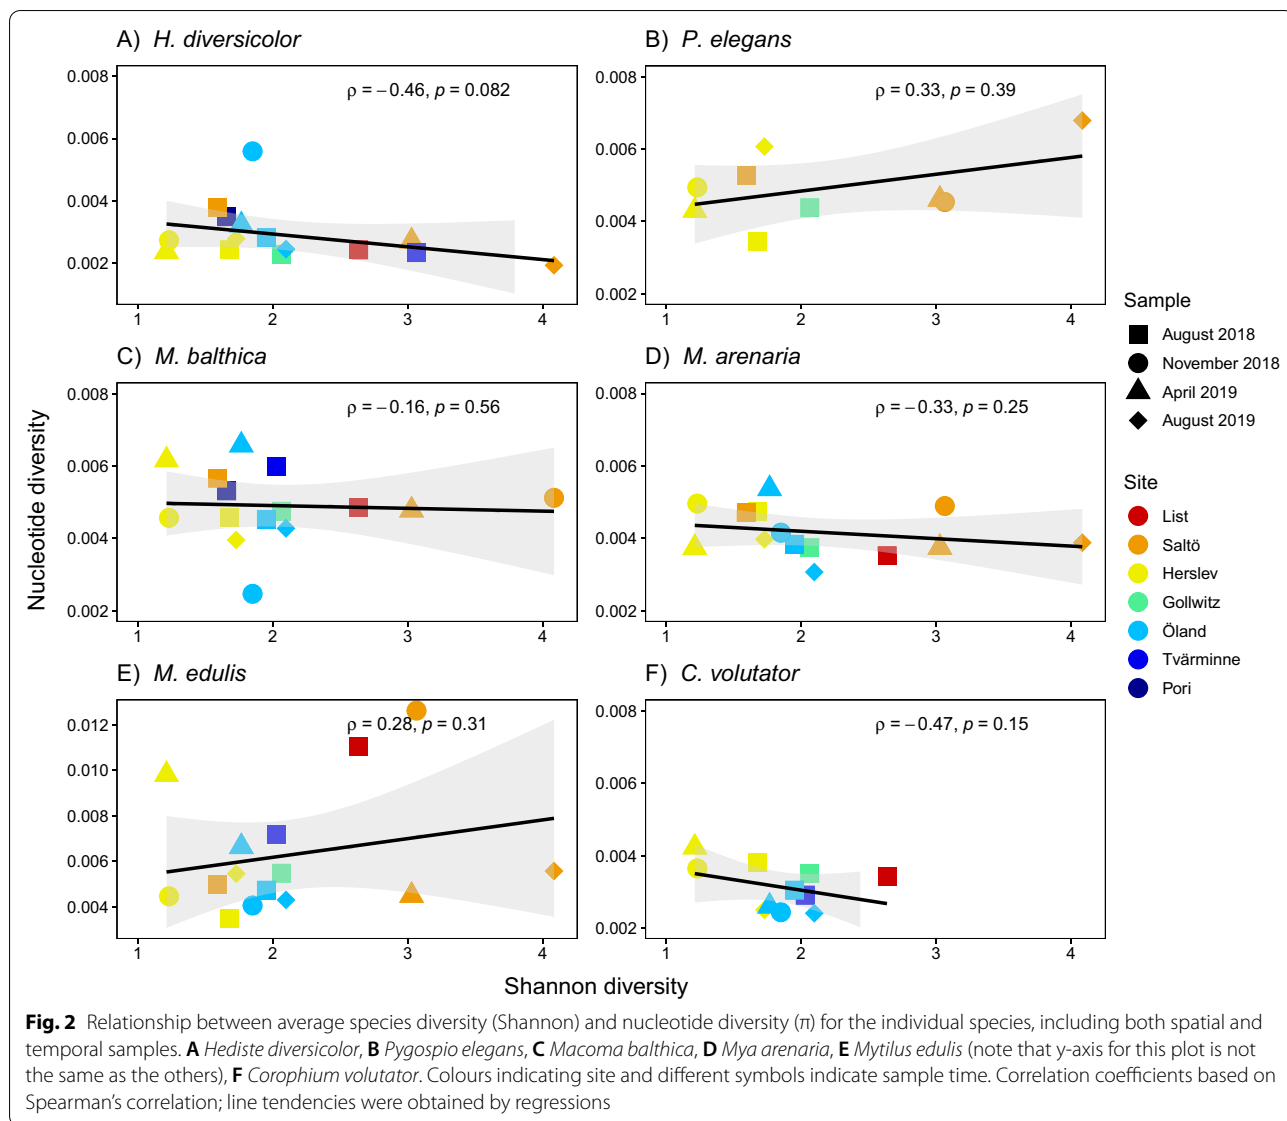 A) H. diversicolor
B) P. elegans
0.008
0.006
0.004
0.002
ρ = −0.46, p = 0.082
1 2 3 4
0.008
0.006
0.004
0.002
ρ = 0.33, p = 0.39
1 2 3 4
C) M. balthica
D) M. arenaria
0.008
0.006
0.004
0.002
ρ = −0.16, p = 0.56
1 2 3 4
0.008
0.006
0.004
0.002
ρ = −0.33, p = 0.25
1 2 3 4
E) M. edulis
F) C. volutator
0.012
0.010
0.008
0.006
0.004
ρ = 0.28, p = 0.31
1 2 3 4
0.008
0.006
0.004
0.002
ρ = −0.47, p = 0.15
1 2 3 4
Nucleotide diversity
Shannon diversity
Sample
August 2018
November 2018
April 2019
August 2019
Site
List
Saltö
Herslev
Gollwitz
Öland
Tvärminne
Pori
Fig. 2 Relationship between average species diversity (Shannon) and nucleotide diversity (π) for the individual species, including both spatial and
temporal samples. A Hediste diversicolor, B Pygospio elegans, C Macoma balthica, D Mya arenaria, E Mytilus edulis (note that y-axis for this plot is not
the same as the others), F Corophium volutator. Colours indicating site and different symbols indicate sample time. Correlation coefficients based on
Spearman's correlation; line tendencies were obtained by regressions